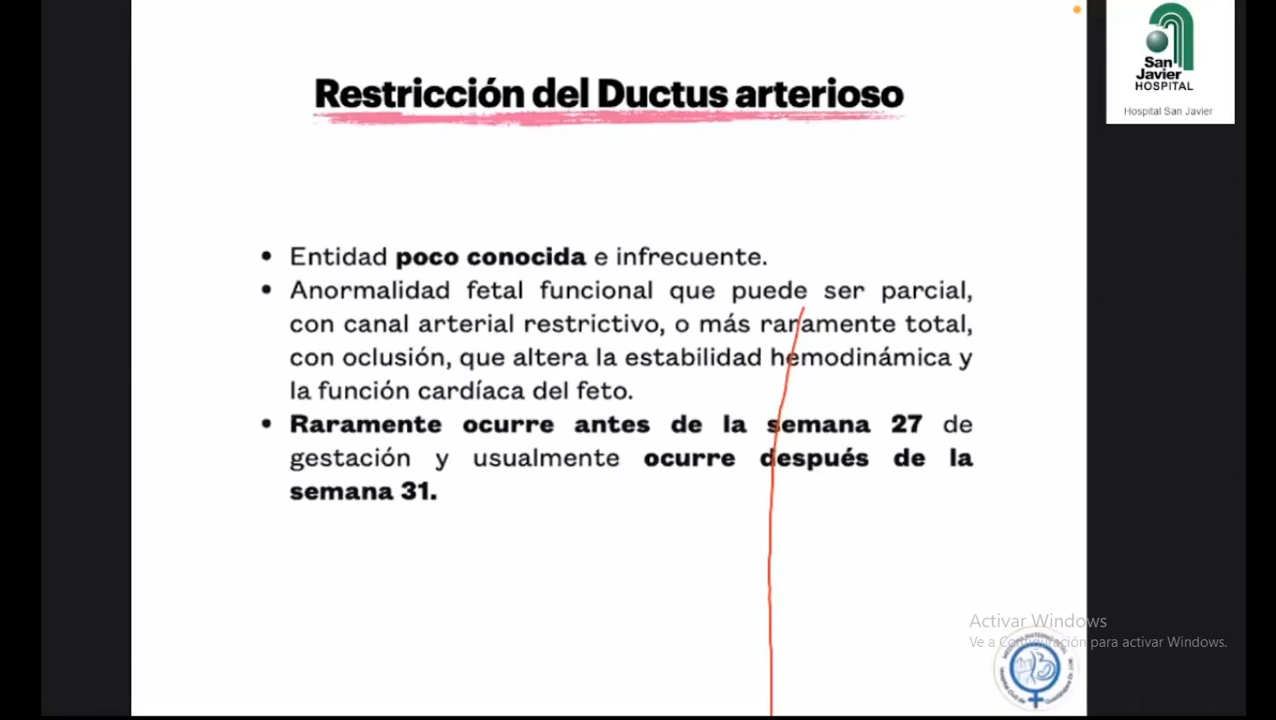 San
Javier
HOSPITAL
Hospital San Javier
Restricción del Ductus arterioso
• Entidad poco conocida e infrecuente.
• Anormalidad fetal funcional que puede ser parcial,
con canal arterial restrictivo, o más raramente total,
con oclusión, que altera la estabilidad hemodinámica y
la función cardíaca del feto.
• Raramente ocurre antes de la semana 27 de
gestación y usualmente ocurre después de la
semana 31.
Activar Windows
Ve a Configuración para activar Windows.